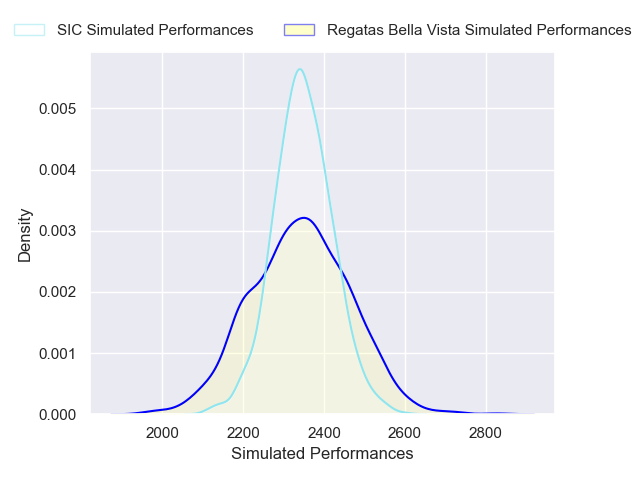 SIC Simulated Performances
Regatas Bella Vista Simulated Performances
0.005
0.004
0.003
0.002
0.001
0.000
Density
2000 2200 2400 2600 2800
Simulated Performances